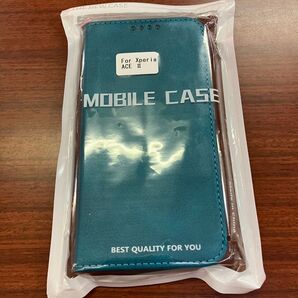 For Xperia
ACE Ⅱ
MOBILE CASE
BEST QUALITY FOR YOU